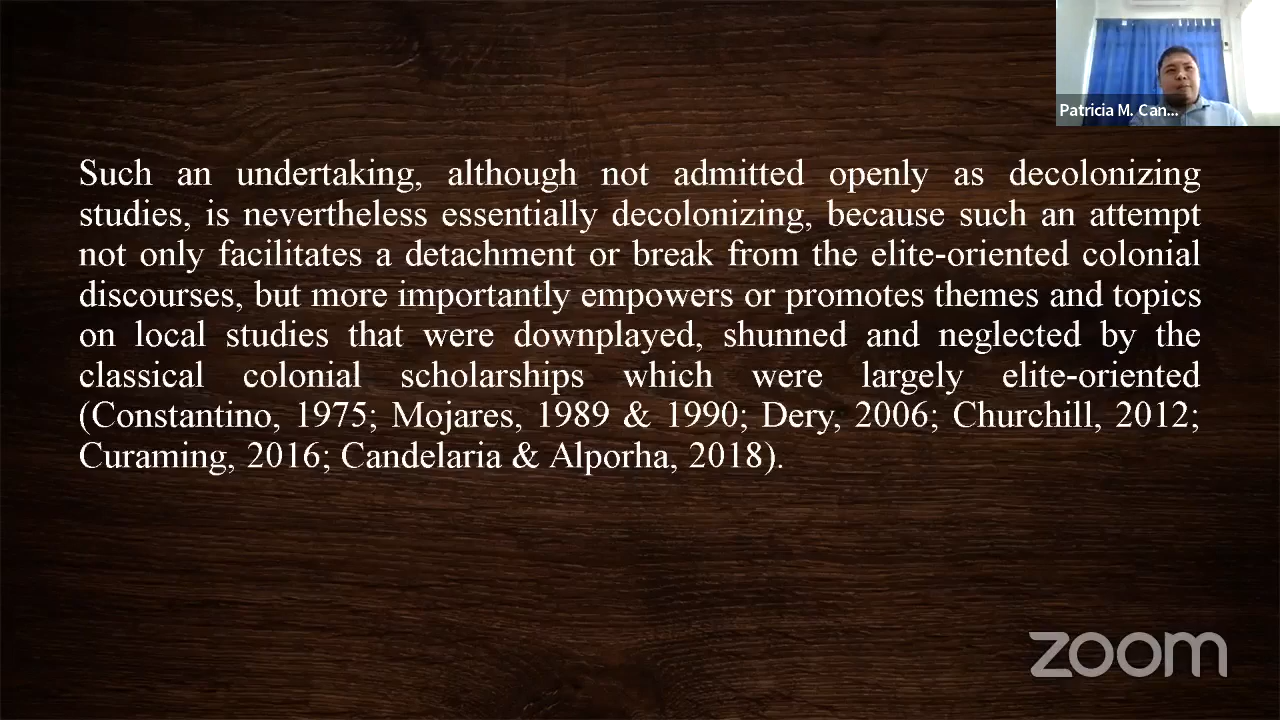 Patricia M. Can...
Such an undertaking, although not admitted openly as decolonizing
studies, is nevertheless essentially decolonizing, because such an attempt
not only facilitates a detachment or break from the elite-oriented colonial
discourses, but more importantly empowers or promotes themes and topics
on local studies that were downplayed, shunned and neglected by the
classical colonial scholarships which were largely elite-oriented
(Constantino, 1975; Mojares, 1989 & 1990; Dery, 2006; Churchill, 2012;
Curaming, 2016; Candelaria & Alporha, 2018).
zoom